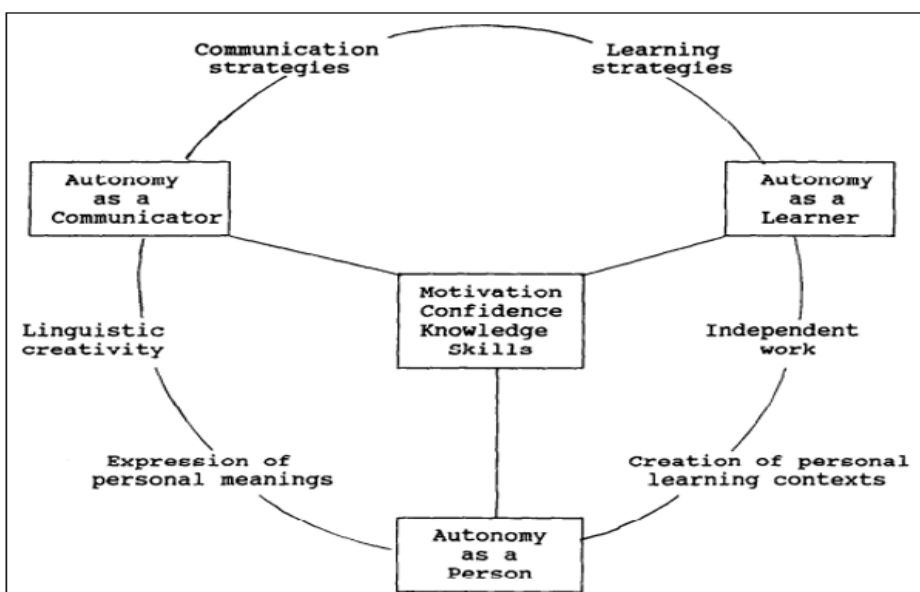 Communication
strategies
Learning
strategies
Autonomy
as a
Communicator
Autonomy
as a
Learner
Motivation
Confidence
Knowledge
Skills
Linguistic
creativity
Independent
work
Expression of
personal meanings
Creation of personal
learning contexts
Autonomy
as a
Person